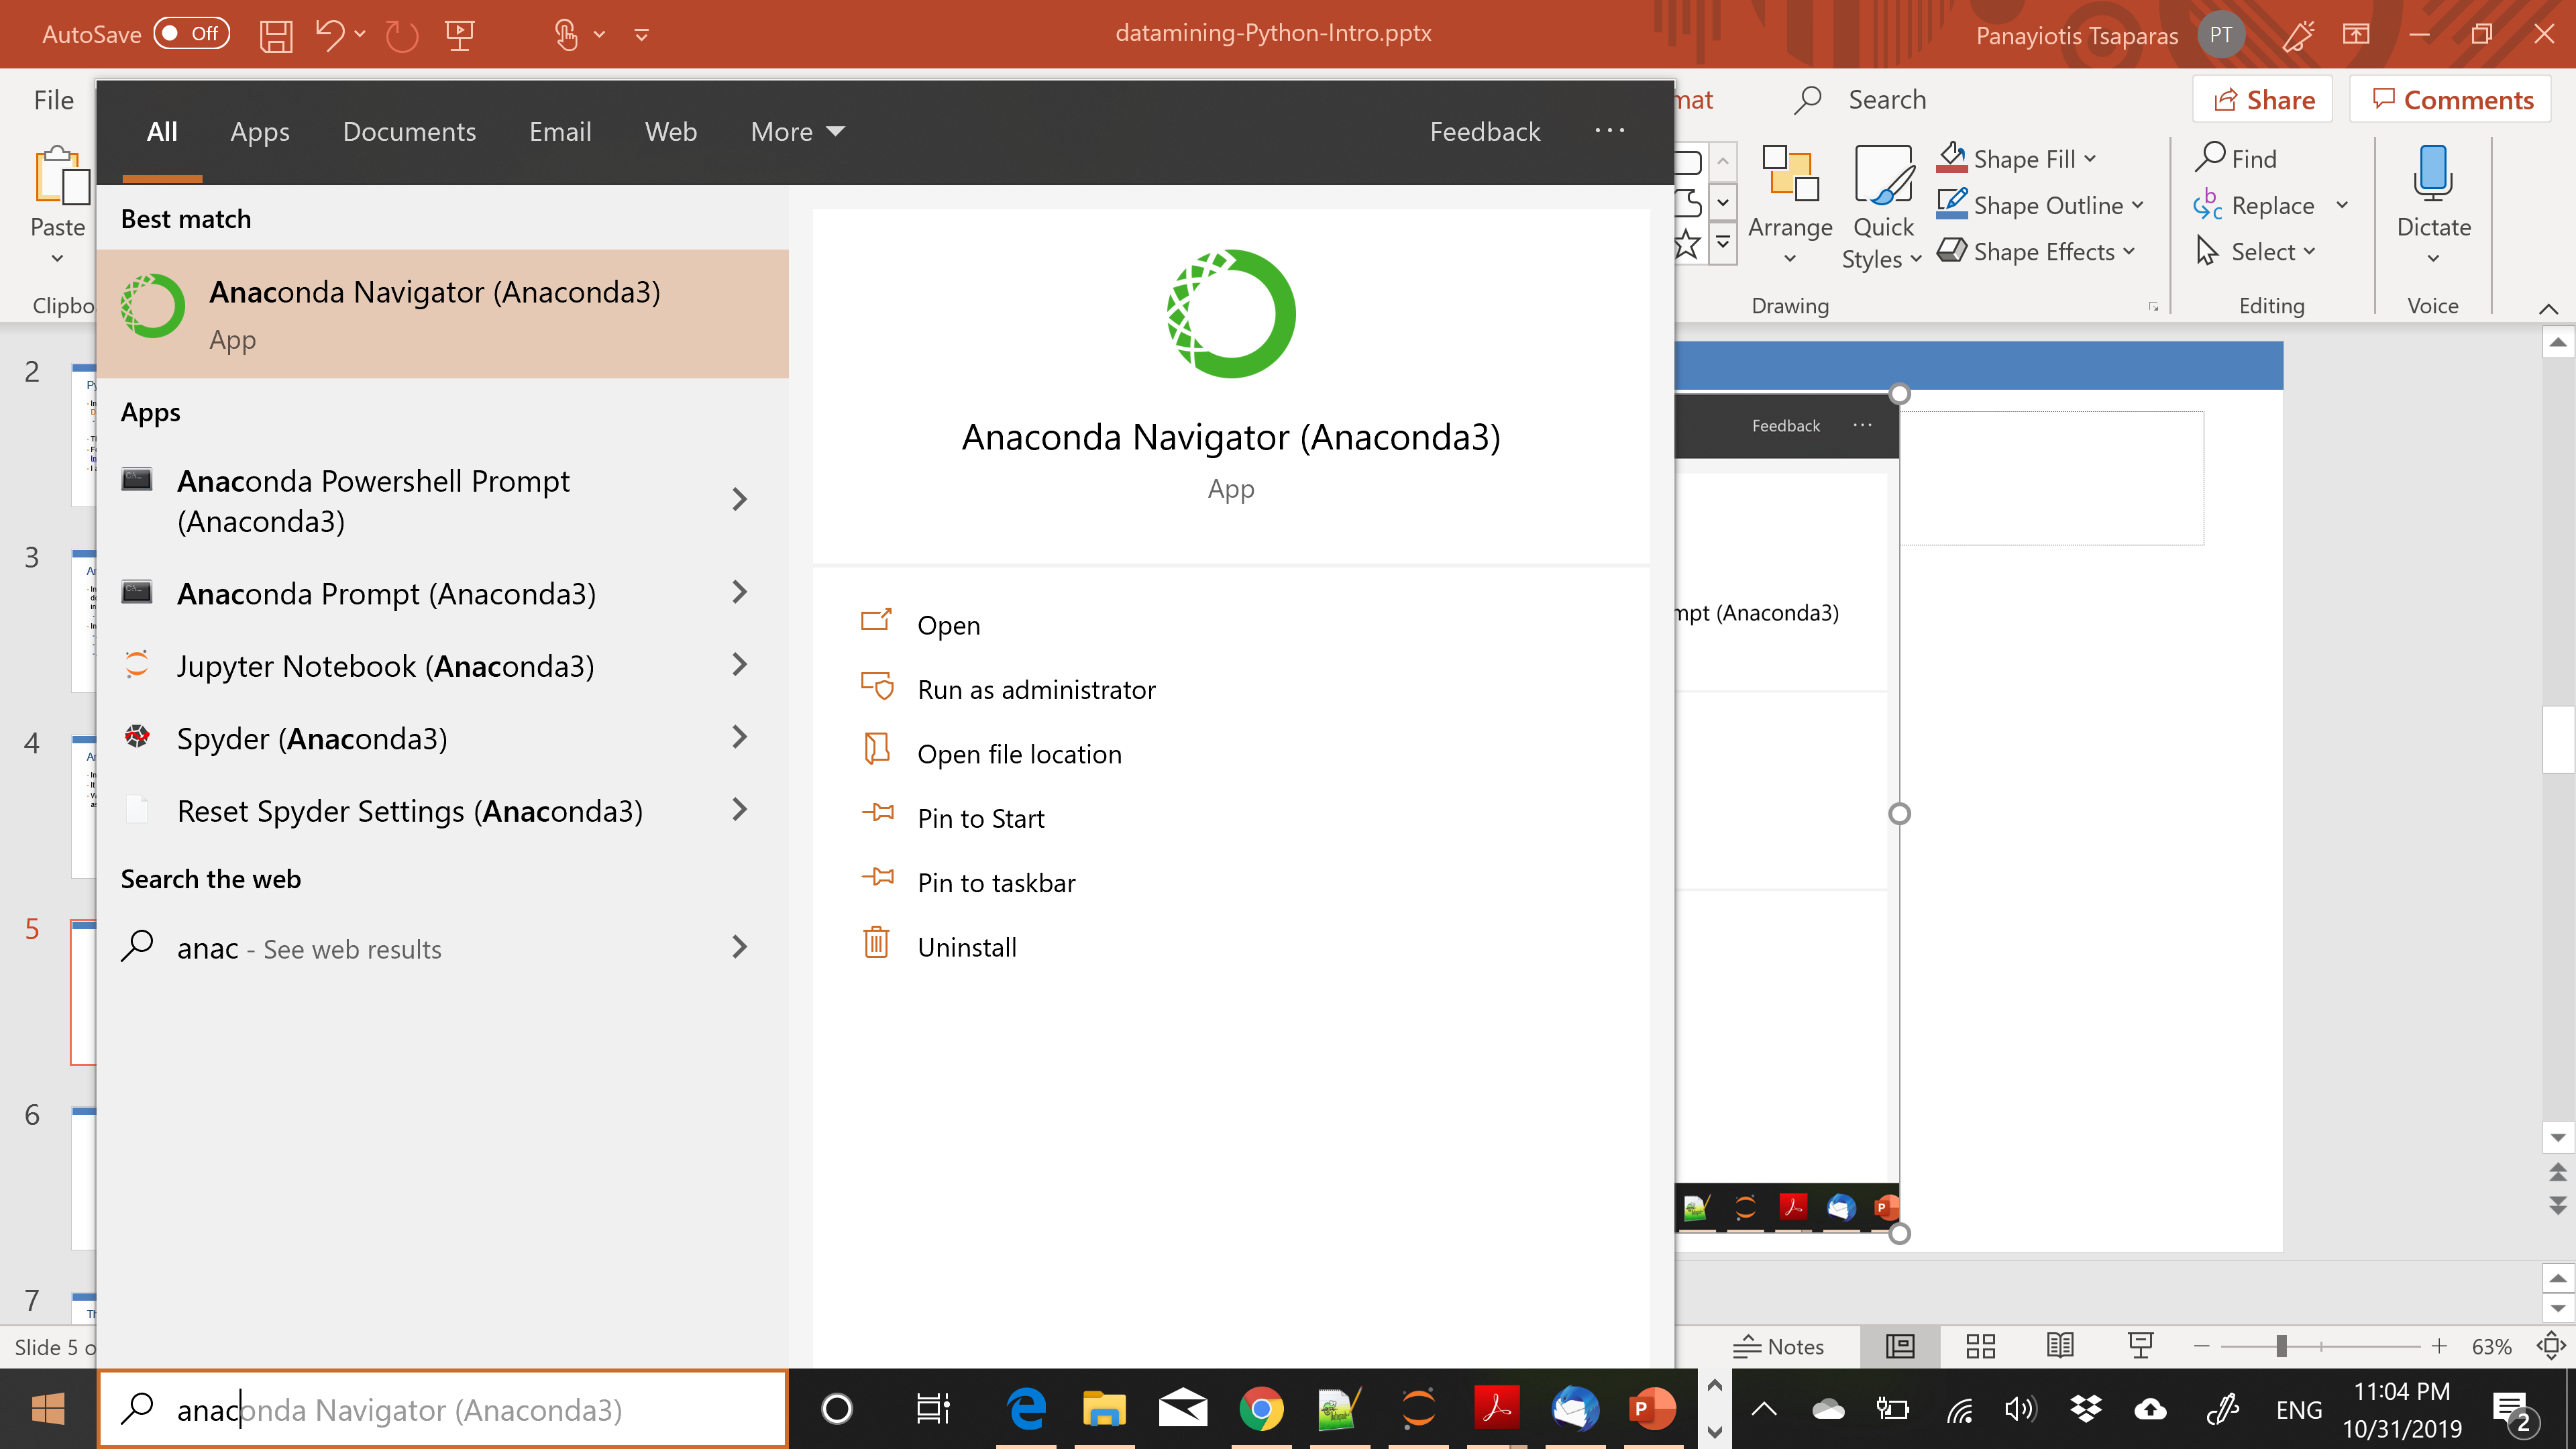 AutoSave Off
datamining-Python-Intro.pptx
Panayiotis Tsaparas PT
File
mat
Search
Share
Comments
All Apps Documents Email Web More Feedback ...
Paste
Clipbo
Arrange
Quick
Styles
Shape Fill
Shape Outline
Shape Effects
Drawing
Find
Replace
Select
Editing
Dictate
Voice
Best match
Anaconda Navigator (Anaconda3)
App
Apps
Anaconda Powershell Prompt
(Anaconda3)
Anaconda Prompt (Anaconda3)
Jupyter Notebook (Anaconda3)
Spyder (Anaconda3)
Reset Spyder Settings (Anaconda3)
Search the web
anac - See web results
Anaconda Navigator (Anaconda3)
App
Open
Run as administrator
Open file location
Pin to Start
Pin to taskbar
Uninstall
Feedback ...
mpt (Anaconda3)
2
3
4
5
6
7
Slide 5 o
Notes
63%
anaconda Navigator (Anaconda3)
ENG
11:04 PM
10/31/2019
2